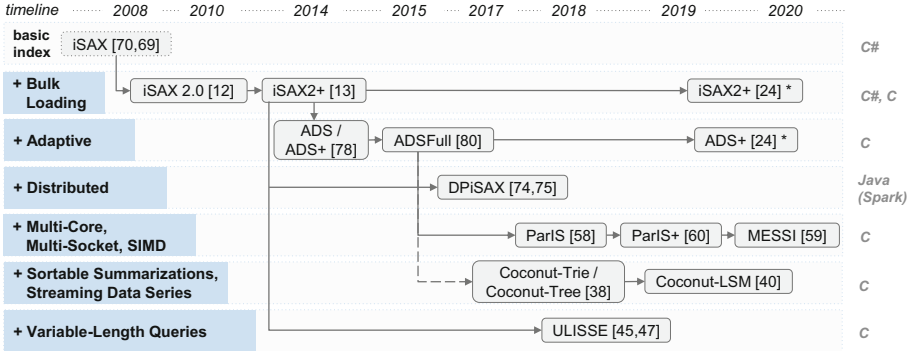 timeline 2008 2010 2014 2015 2017 2018 2019 2020
basic
index
iSAX [70,69]
C#
+ Bulk
Loading
iSAX 2.0 [12]
iSAX2+ [13]
iSAX2+ [24] *
C#, C
+ Adaptive
ADS /
ADS+ [78]
ADSFull [80]
ADS+ [24] *
C
+ Distributed
DPiSAX [74,75]
Java
(Spark)
+ Multi-Core,
Multi-Socket, SIMD
ParIS [58]
ParIS+ [60]
MESSI [59]
C
+ Sortable Summarizations,
Streaming Data Series
Coconut-Trie /
Coconut-Tree [38]
Coconut-LSM [40]
C
+ Variable-Length Queries
ULISSE [45,47]
C